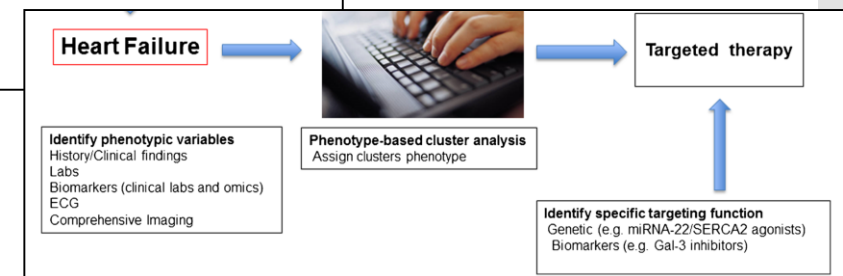 Heart Failure
Targeted therapy
Identify phenotypic variables
History/Clinical findings
Labs
Biomarkers (clinical labs and omics)
ECG
Comprehensive Imaging
Phenotype-based cluster analysis
Assign clusters phenotype
Identify specific targeting function
Genetic (e.g. miRNA-22/SERCA2 agonists)
Biomarkers (e.g. Gal-3 inhibitors)